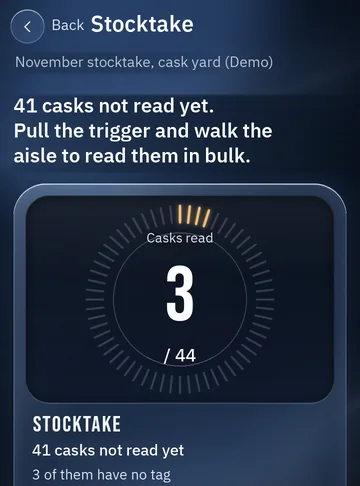 Back Stocktake
November stocktake, cask yard (Demo)
41 casks not read yet.
Pull the trigger and walk the
aisle to read them in bulk.
Casks read
3
/ 44
STOCKTAKE
41 casks not read yet
3 of them have no tag